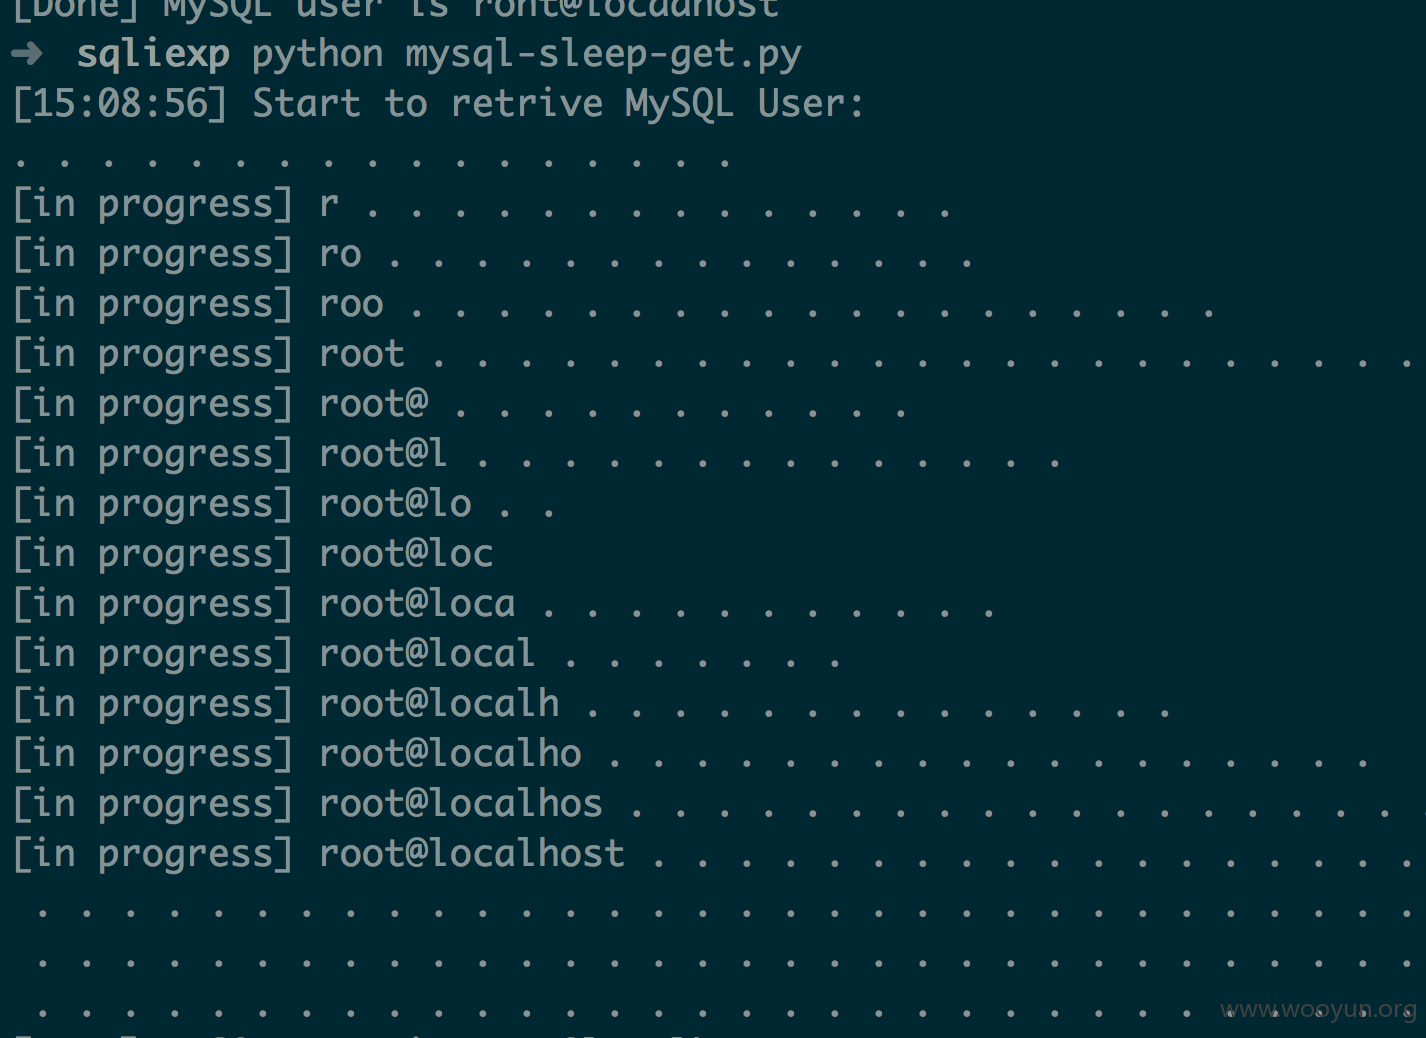 [Done] MySQL user is ront@locadhost
➜ sqliexp python mysql-sleep-get.py
[15:08:56] Start to retrive MySQL User:
. . . . . . . . . . . . . . . . .
[in progress] r . . . . . . . . . . . . . .
[in progress] ro . . . . . . . . . . . . . .
[in progress] roo . . . . . . . . . . . . . . . . . . .
[in progress] root . . . . . . . . . . . . . . . . . . . . . . .
[in progress] root@ . . . . . . . . . . .
[in progress] root@l . . . . . . . . . . . . . .
[in progress] root@lo . .
[in progress] root@loc
[in progress] root@loca . . . . . . . . . . .
[in progress] root@local . . . . . . .
[in progress] root@localh . . . . . . . . . . . . . .
[in progress] root@localho . . . . . . . . . . . . . . . . . .
[in progress] root@localhos . . . . . . . . . . . . . . . . . .
[in progress] root@localhost . . . . . . . . . . . . . . . . . .
. . . . . . . . . . . . . . . . . . . . . . . . . . . . . . . .
. . . . . . . . . . . . . . . . . . . . . . . . . . . . . . . .
. . . . . . . . . . . . . . . . . . . . . . . . . . . . . . . .
www.wooyun.org